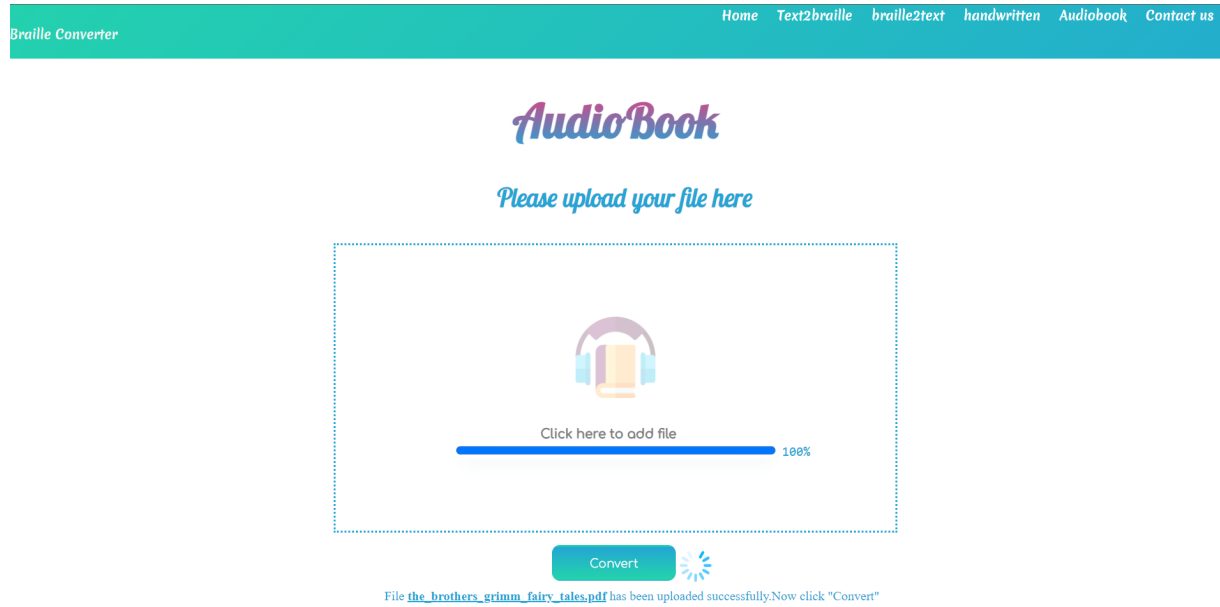 Home Text2braille braille2text handwritten Audiobook Contact us
Braille Converter
AudioBook
Please upload your file here
Click here to add file
100%
Convert
File the_brothers_grimm_fairy_tales.pdf has been uploaded successfully.Now click "Convert"